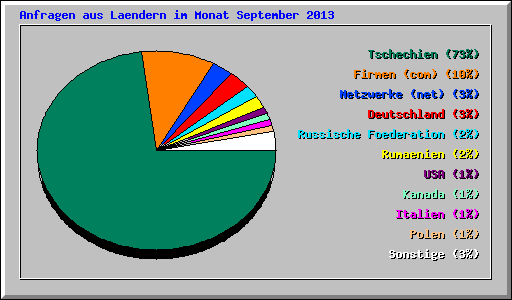 Anfragen aus Laendern im Monat September 2013
Tschechien (73%)
Firmen (com) (10%)
Netzwerke (net) (3%)
Deutschland (3%)
Russische Foederation (2%)
Rumaenien (2%)
USA (1%)
Kanada (1%)
Italien (1%)
Polen (1%)
Sonstige (3%)